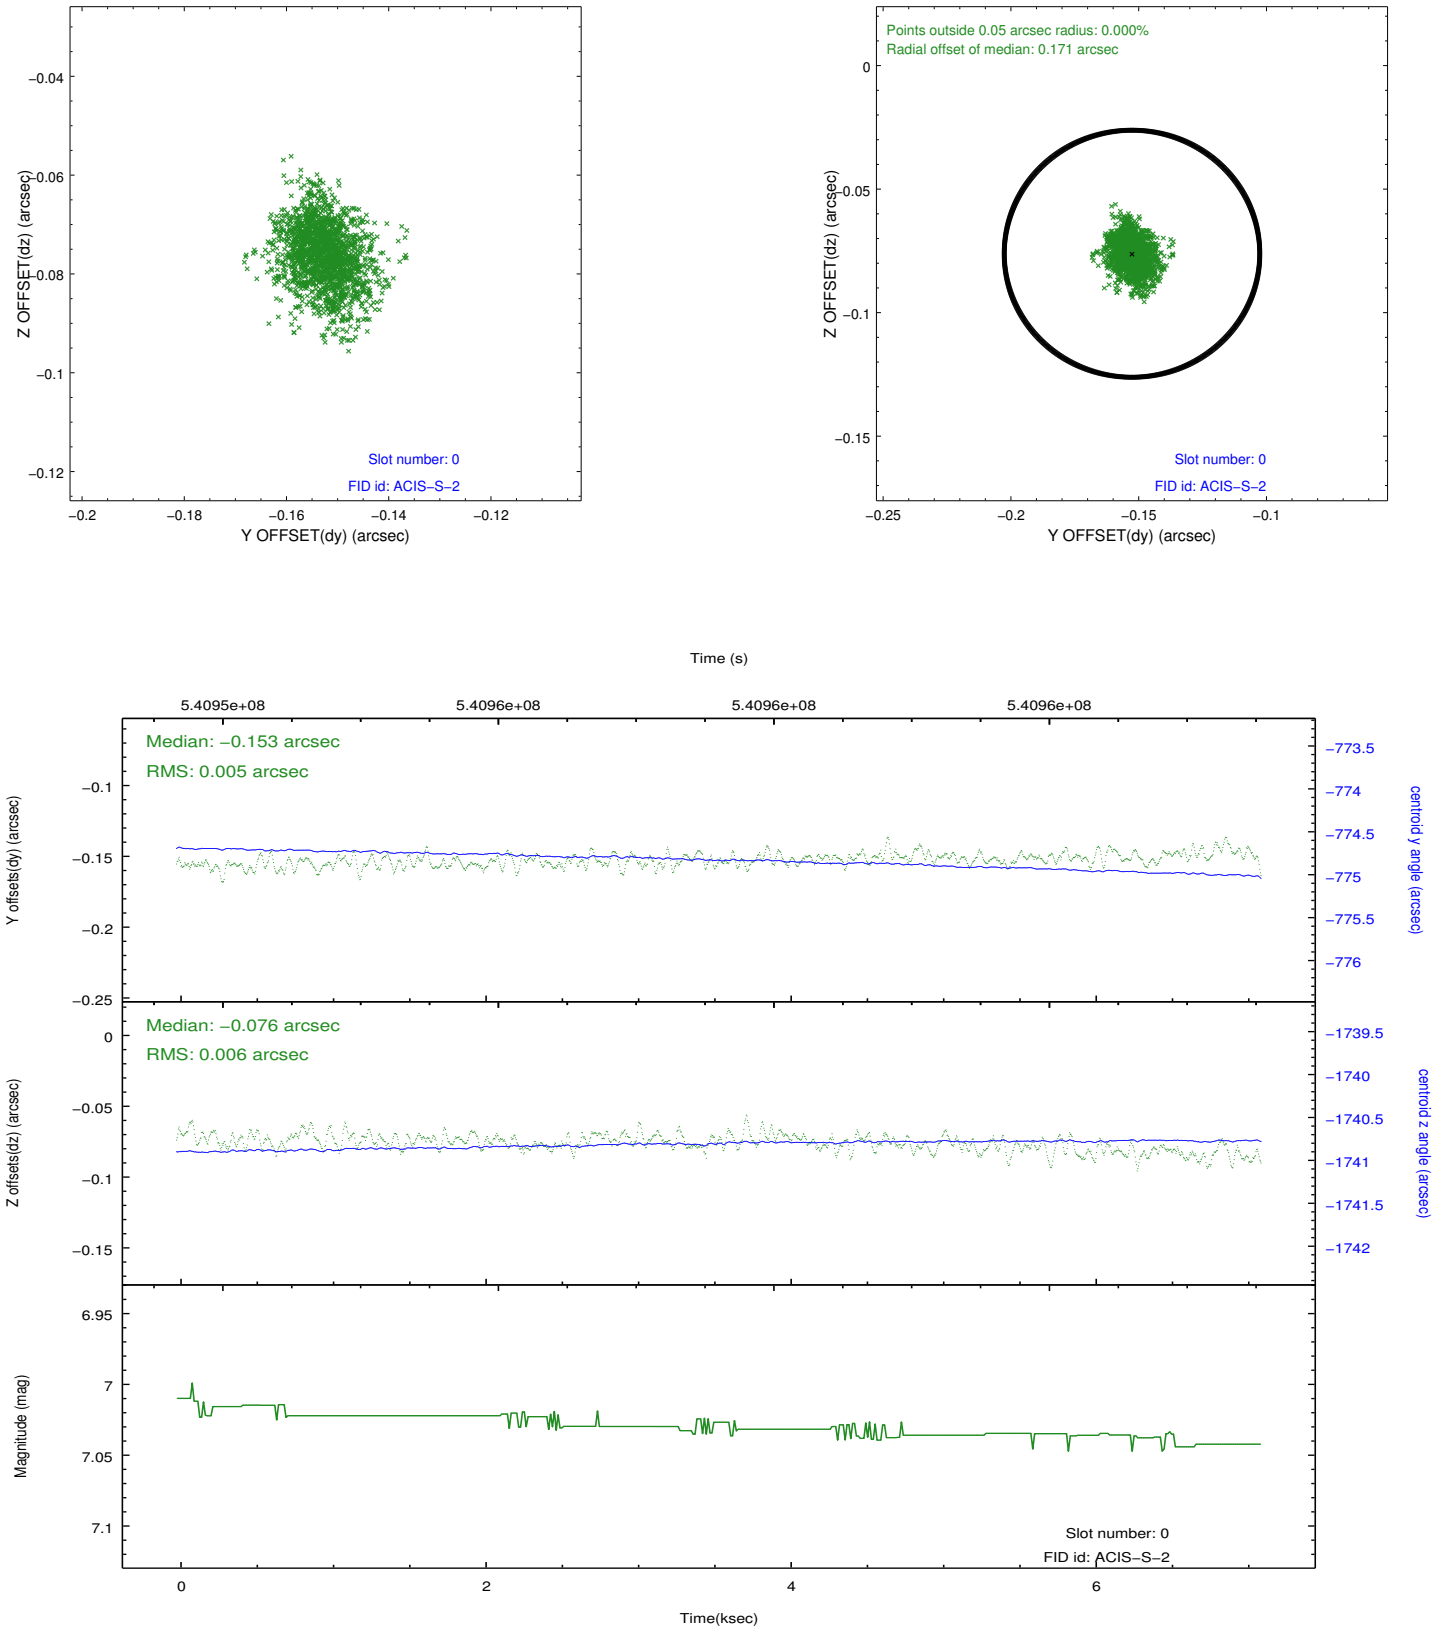 −0.04
−0.06
−0.08
−0.1
−0.12
Z OFFSET(dz) (arcsec)
Slot number: 0
FID id: ACIS−S−2
−0.2
−0.18
−0.16
−0.14
−0.12
Y OFFSET(dy) (arcsec)
Points outside 0.05 arcsec radius: 0.000%
Radial offset of median: 0.171 arcsec
0
−0.05
−0.1
−0.15
Z OFFSET(dz) (arcsec)
Slot number: 0
FID id: ACIS−S−2
−0.25
−0.2
−0.15
−0.1
Y OFFSET(dy) (arcsec)
Time (s)
5.4095e+08
5.4096e+08
5.4096e+08
5.4096e+08
Median: −0.153 arcsec
RMS: 0.005 arcsec
−0.1
−0.15
−0.2
−0.25
Y offsets(dy) (arcsec)
−773.5
−774
−774.5
−775
−775.5
−776
centroid y angle (arcsec)
Median: −0.076 arcsec
RMS: 0.006 arcsec
0
−0.05
−0.1
−0.15
Z offsets(dz) (arcsec)
−1739.5
−1740
−1740.5
−1741
−1741.5
−1742
centroid z angle (arcsec)
6.95
7
7.05
7.1
Magnitude (mag)
Slot number: 0
FID id: ACIS−S−2
0
2
4
6
Time(ksec)